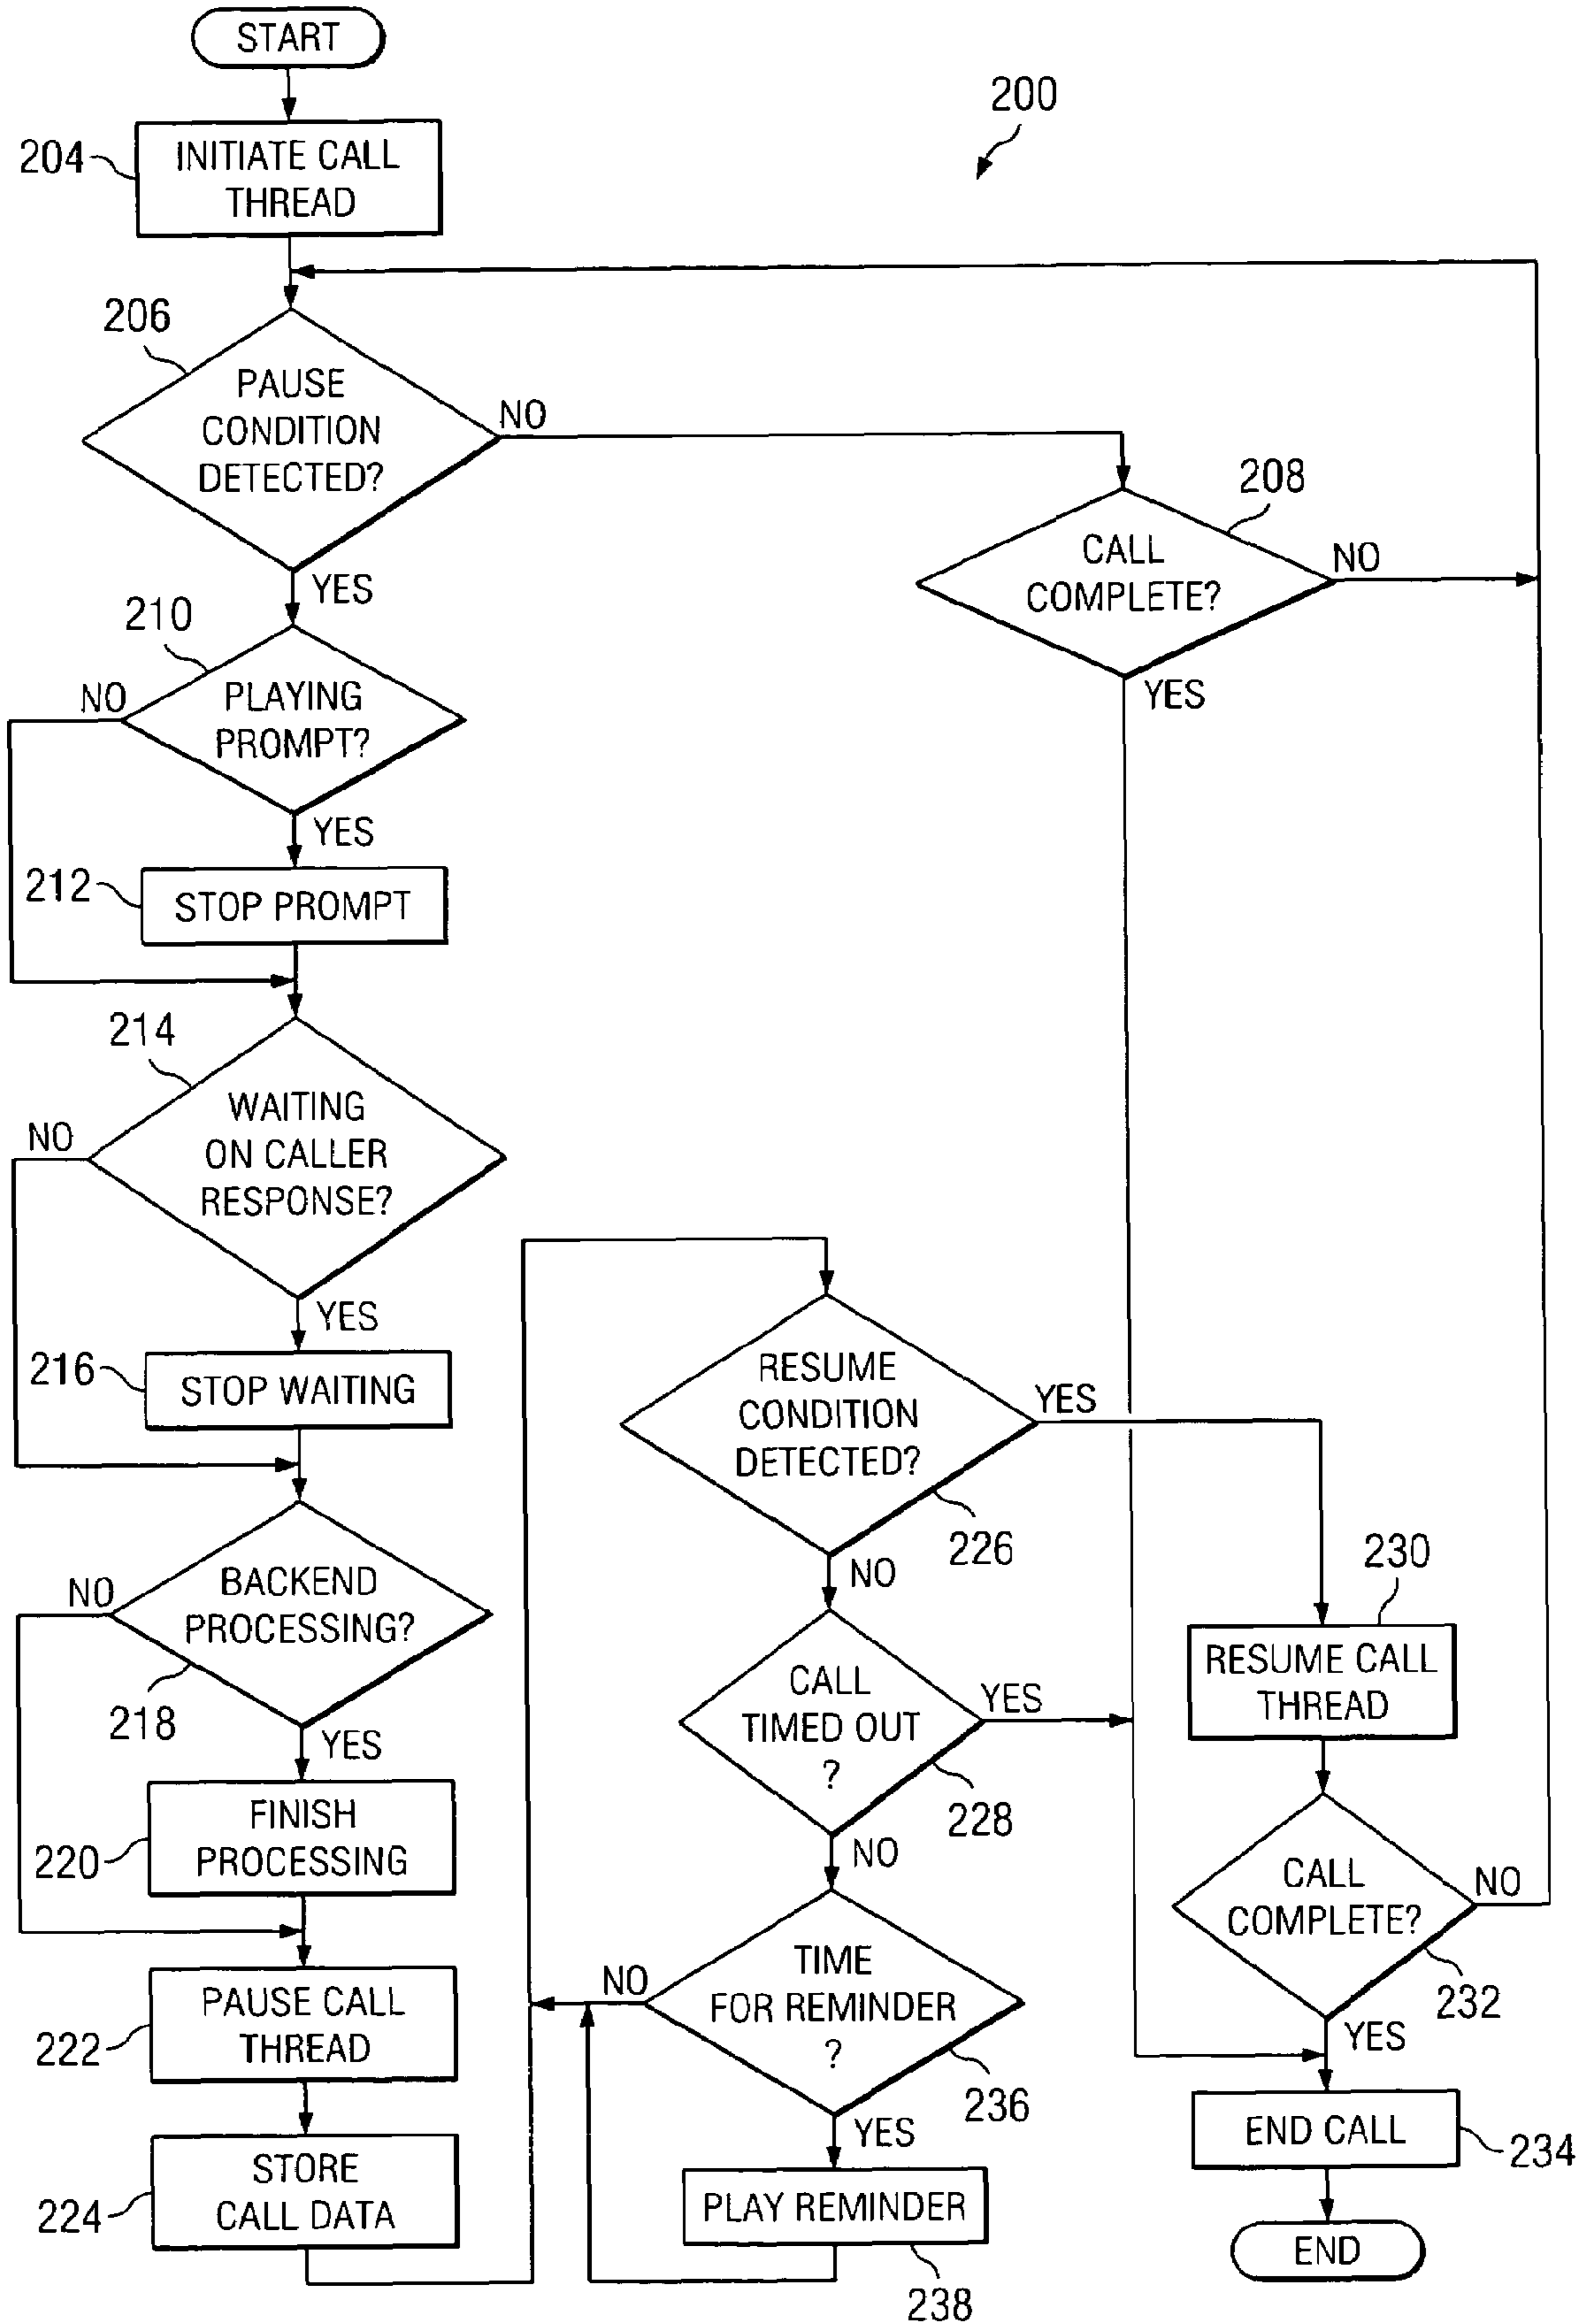 START
200
204
INITIATE CALL
THREAD
206
PAUSE
CONDITION
DETECTED?
NO
YES
208
CALL
COMPLETE?
NO
YES
210
NO
PLAYING
PROMPT?
YES
212
STOP PROMPT
214
NO
WAITING
ON CALLER
RESPONSE?
YES
216
STOP WAITING
NO
BACKEND
PROCESSING?
218
YES
FINISH
PROCESSING
220
PAUSE CALL
THREAD
222
STORE
CALL DATA
224
RESUME
CONDITION
DETECTED?
YES
226
NO
CALL
TIMED OUT
?
YES
228
NO
TIME
FOR REMINDER
?
NO
236
YES
PLAY REMINDER
238
230
RESUME CALL
THREAD
CALL
COMPLETE?
NO
232
YES
END CALL
234
END